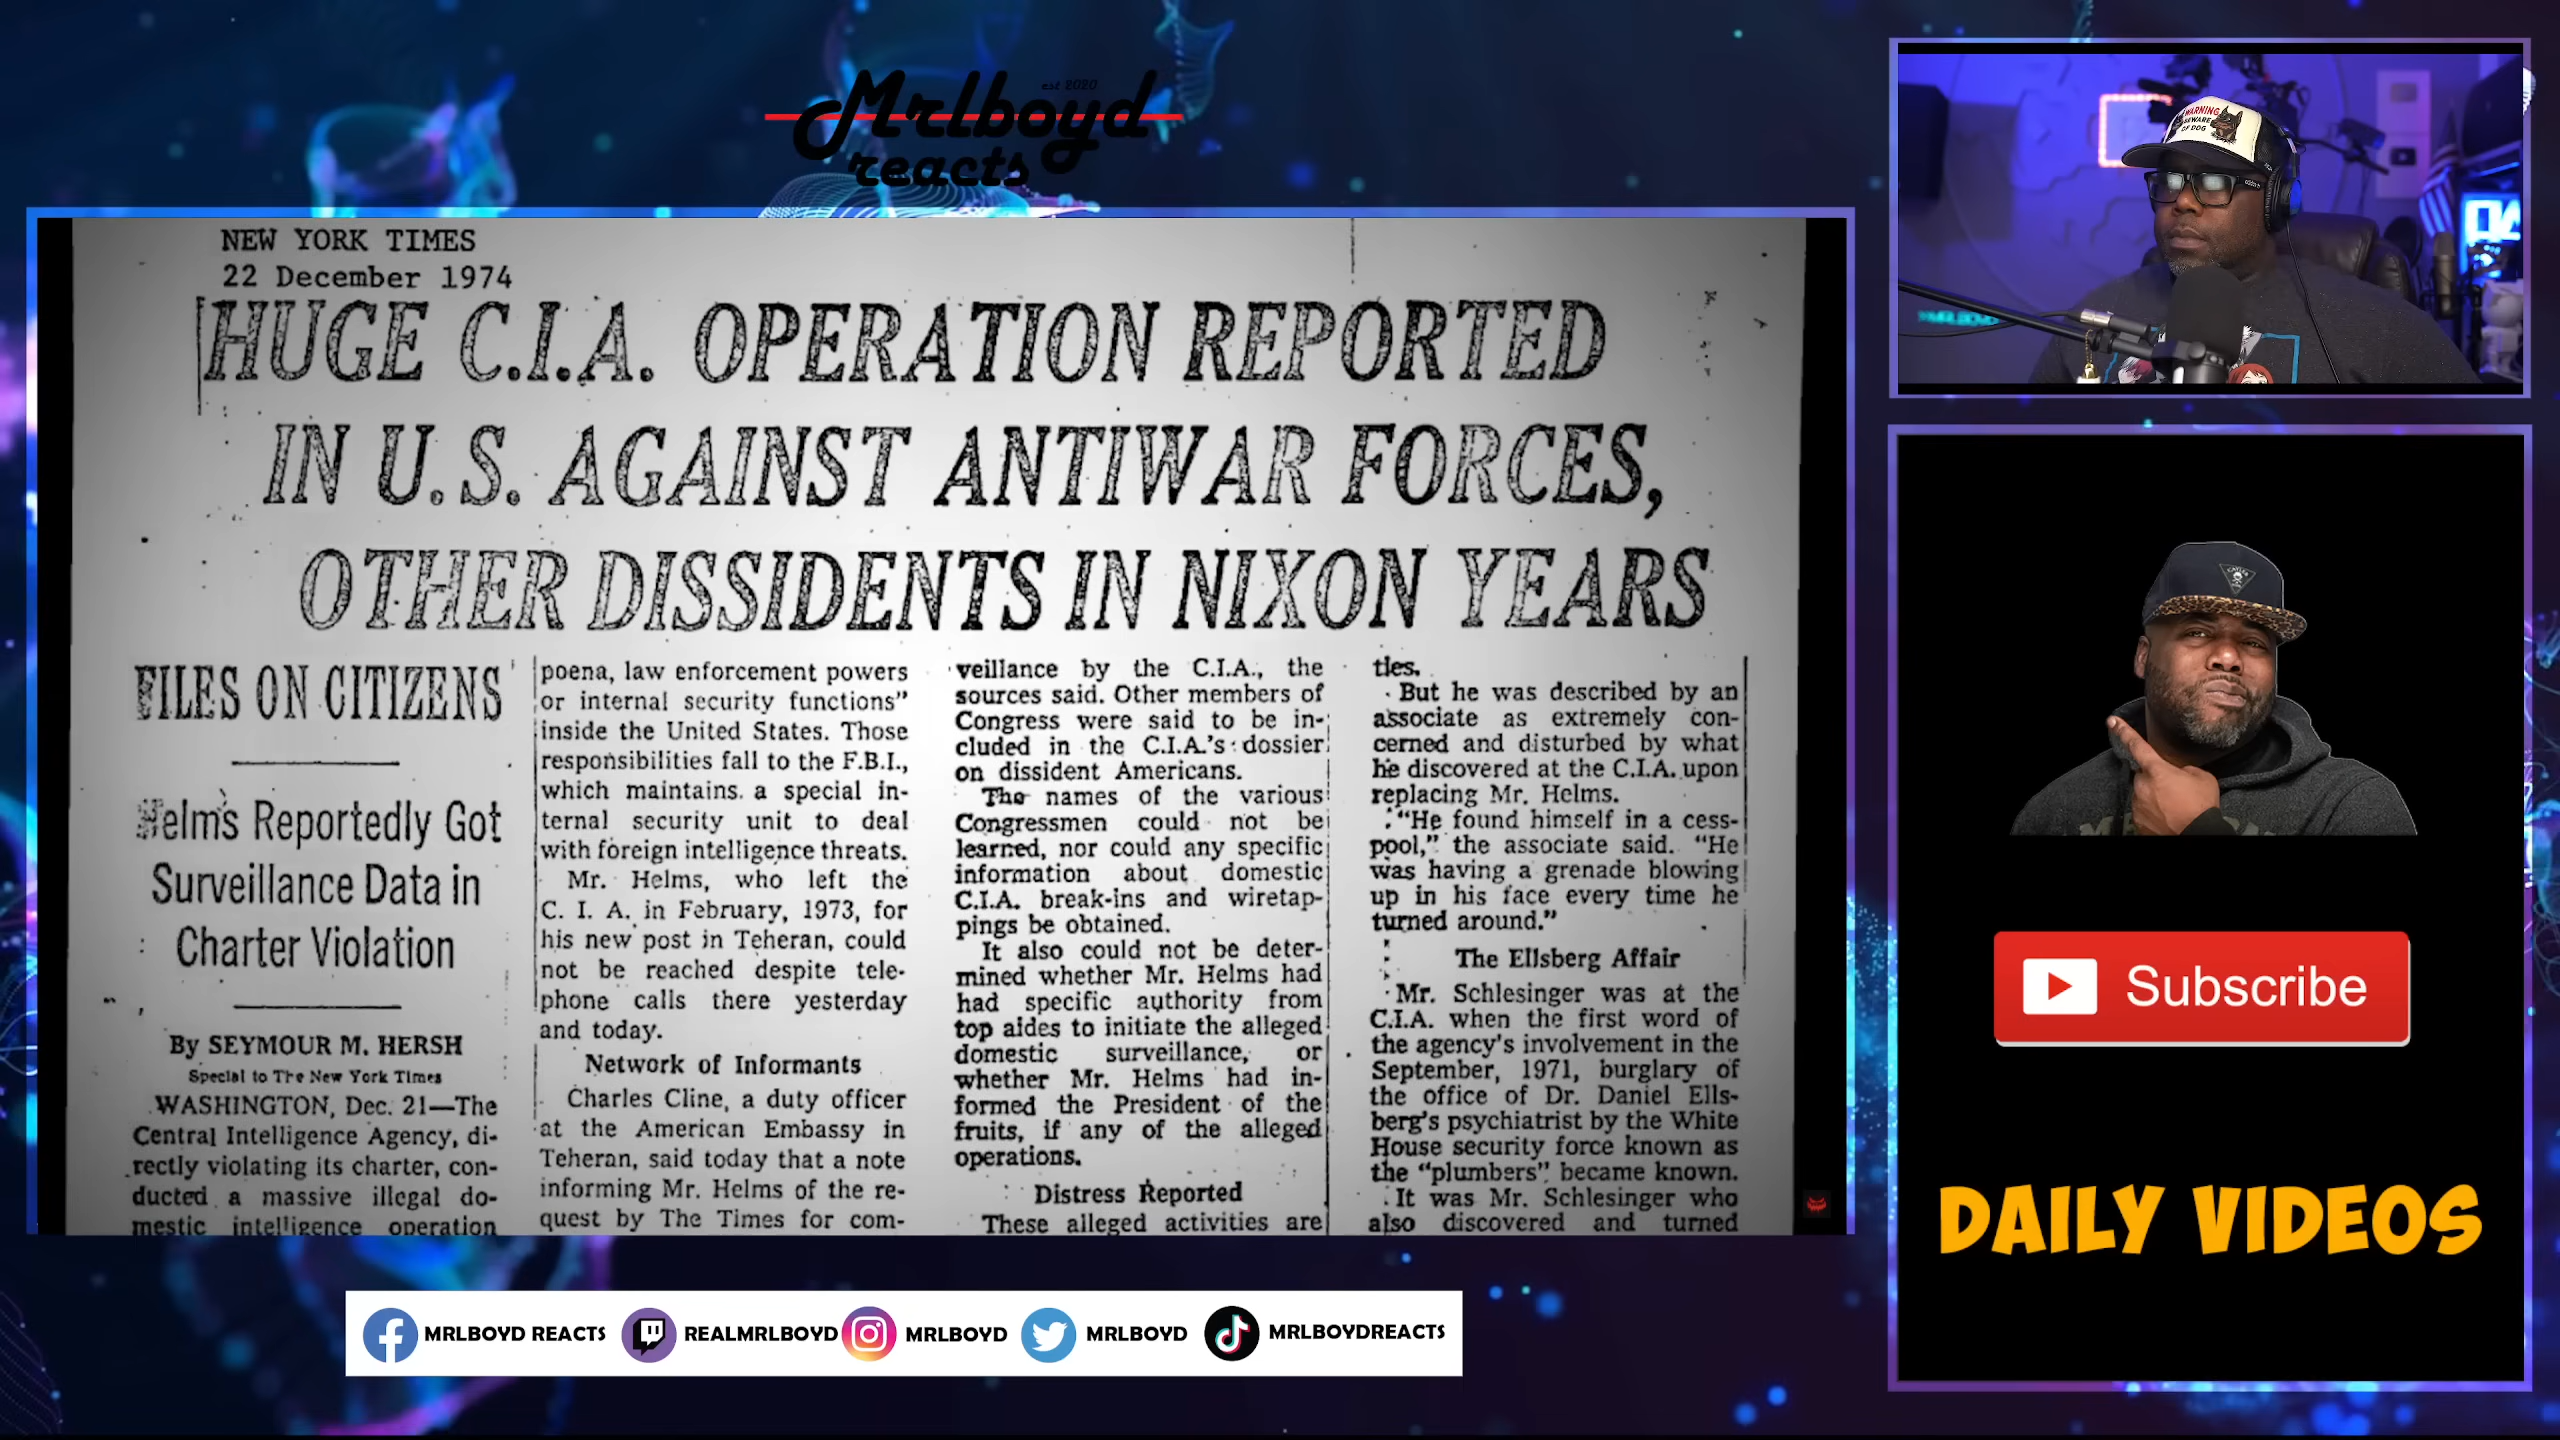 Mrlboyd
est 2020
reacts
NEW YORK TIMES
22 December 1974
HUGE C.I.A. OPERATION REPORTED
IN U.S. AGAINST ANTIWAR FORCES,
OTHER DISSIDENTS IN NIXON YEARS
FILES ON CITIZENS
Helms Reportedly Got
Surveillance Data in
Charter Violation
By SEYMOUR M. HERSH
Special to The New York Times
WASHINGTON, Dec. 21—The
Central Intelligence Agency, di-
rectly violating its charter, con-
ducted a massive illegal do-
mestic intelligence operation
poena, law enforcement powers
or internal security functions”
inside the United States. Those
responsibilities fall to the F.B.I.,
which maintains a special in-
ternal security unit to deal
with foreign intelligence threats.
Mr. Helms, who left the
C. I. A. in February, 1973, for
his new post in Teheran, could
not be reached despite tele-
phone calls there yesterday
and today.
Network of Informants
Charles Cline, a duty officer
at the American Embassy in
Teheran, said today that a note
informing Mr. Helms of the re-
quest by The Times for com-
veillance by the C.I.A., the
sources said. Other members of
Congress were said to be in-
cluded in the C.I.A.'s dossier
on dissident Americans.
The names of the various
Congressmen could not be
learned, nor could any specific
information about domestic
C.I.A. break-ins and wiretap-
pings be obtained.
It also could not be deter-
mined whether Mr. Helms had
had specific authority from
top aides to initiate the alleged
domestic surveillance, or
whether Mr. Helms had in-
formed the President of the
fruits, if any of the alleged
operations.
Distress Reported
These alleged activities are
ties.
But he was described by an
associate as extremely con-
cerned and disturbed by what
he discovered at the C.I.A. upon
replacing Mr. Helms.
“He found himself in a cess-
pool,” the associate said. “He
was having a grenade blowing
up in his face every time he
turned around.”
The Ellsberg Affair
Mr. Schlesinger was at the
C.I.A. when the first word of
the agency's involvement in the
September, 1971, burglary of
the office of Dr. Daniel Ells-
berg's psychiatrist by the White
House security force known as
the “plumbers” became known.
It was Mr. Schlesinger who
also discovered and turned
WARNING
BEWARE
OF DOG
Subscribe
DAILY VIDEOS
MRLBOYD REACTS
REALMRLBOYD
MRLBOYD
MRLBOYD
MRLBOYDREACTS